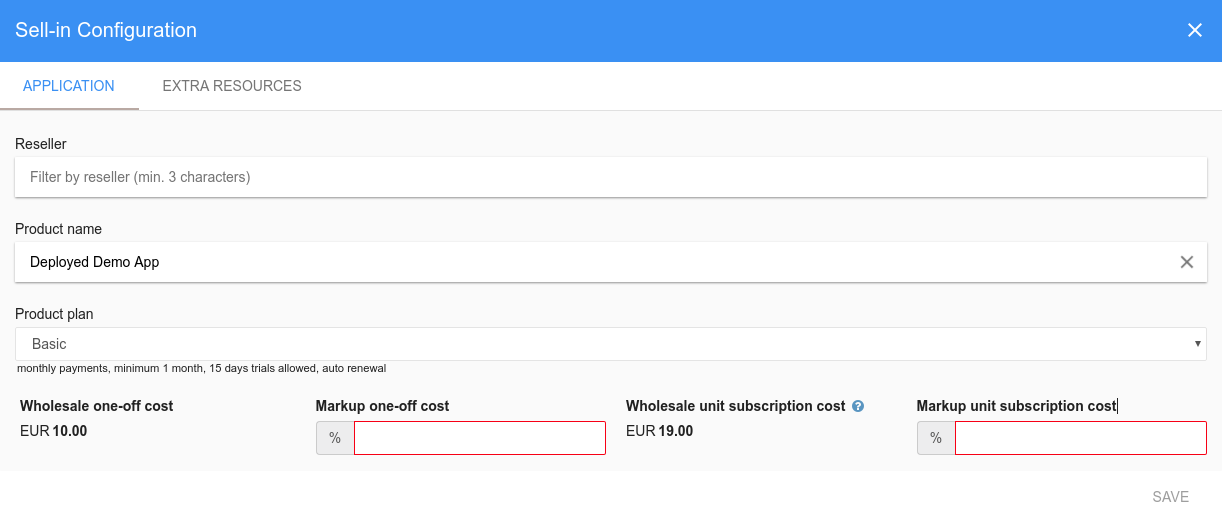 Sell-in Configuration
APPLICATION EXTRA RESOURCES
Reseller
Filter by reseller (min. 3 characters)
Product name
Deployed Demo App
Product plan
Basic
monthly payments, minimum 1 month, 15 days trials allowed, auto renewal
Wholesale one-off cost Markup one-off cost Wholesale unit subscription cost ? Markup unit subscription cost
EUR 10.00 % EUR 19.00 %
SAVE